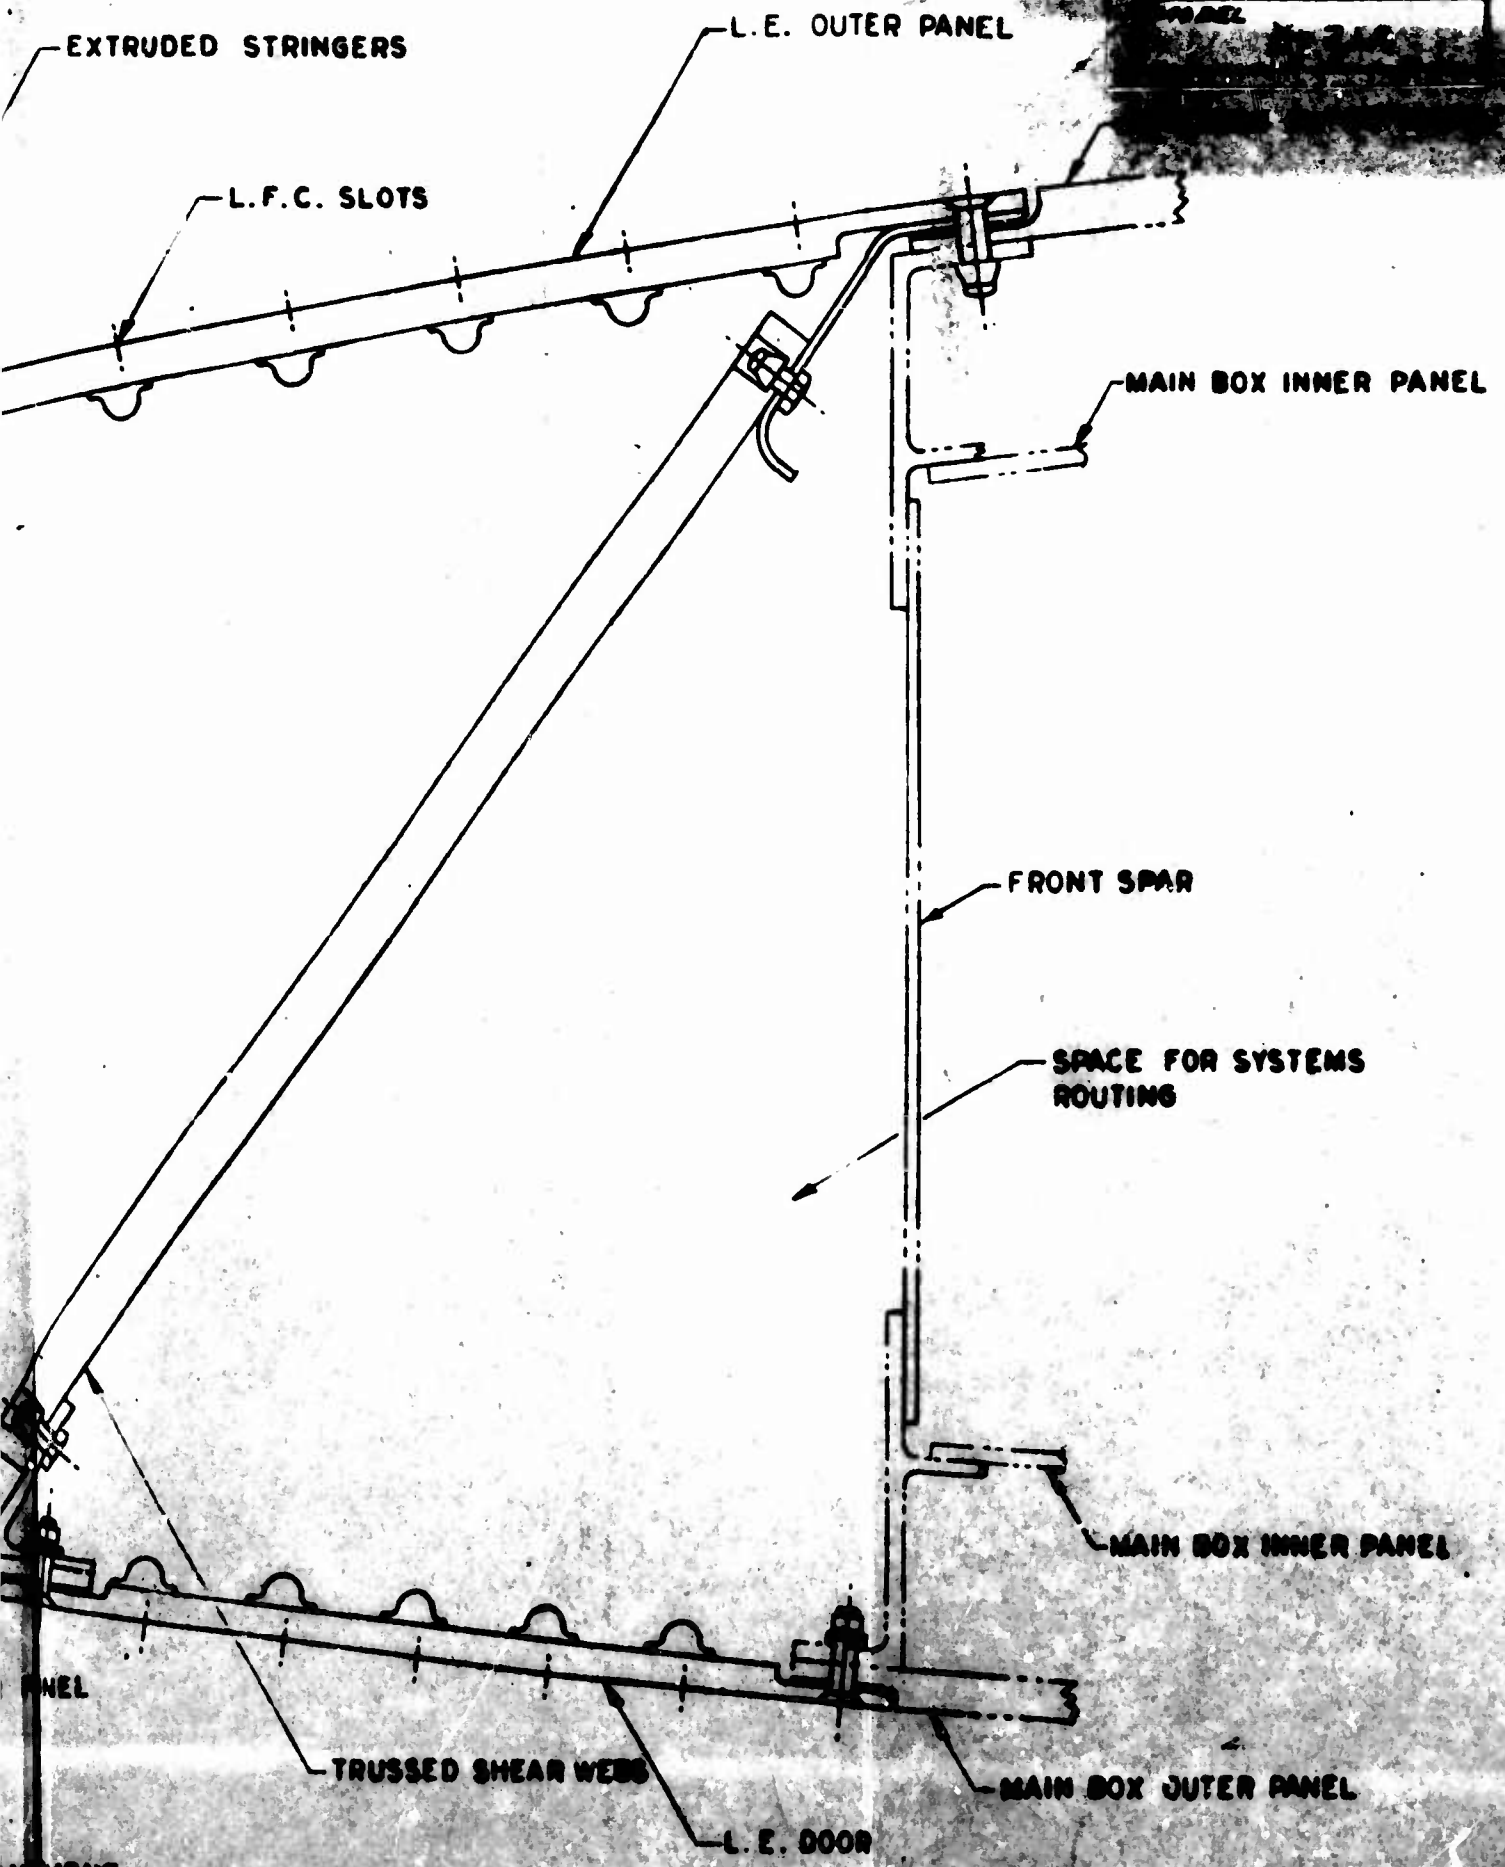 PANEL
EXTRUDED STRINGERS
L.E. OUTER PANEL
L.F.C. SLOTS
MAIN BOX INNER PANEL
FRONT SPAR
SPACE FOR SYSTEMS
ROUTING
MAIN BOX INNER PANEL
TRUSSED SHEAR WEBS
MAIN BOX OUTER PANEL
L.E. DOOR